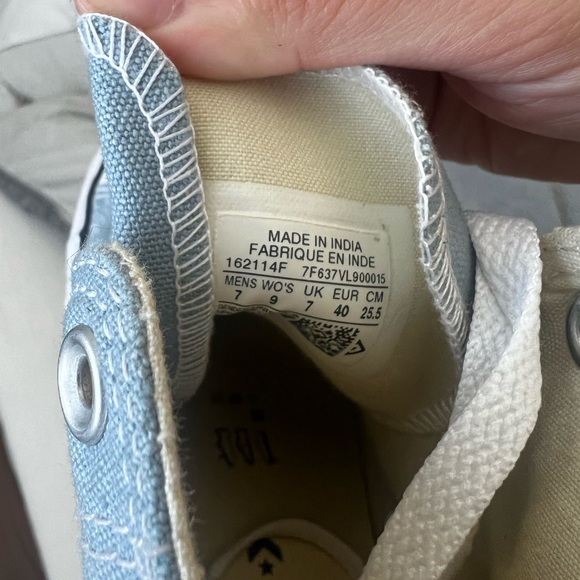 MADE IN INDIA
FABRIQUE EN INDE
162114F 7F637VL900015
MENS WO'S UK EUR CM
7 9 7 40 25.5